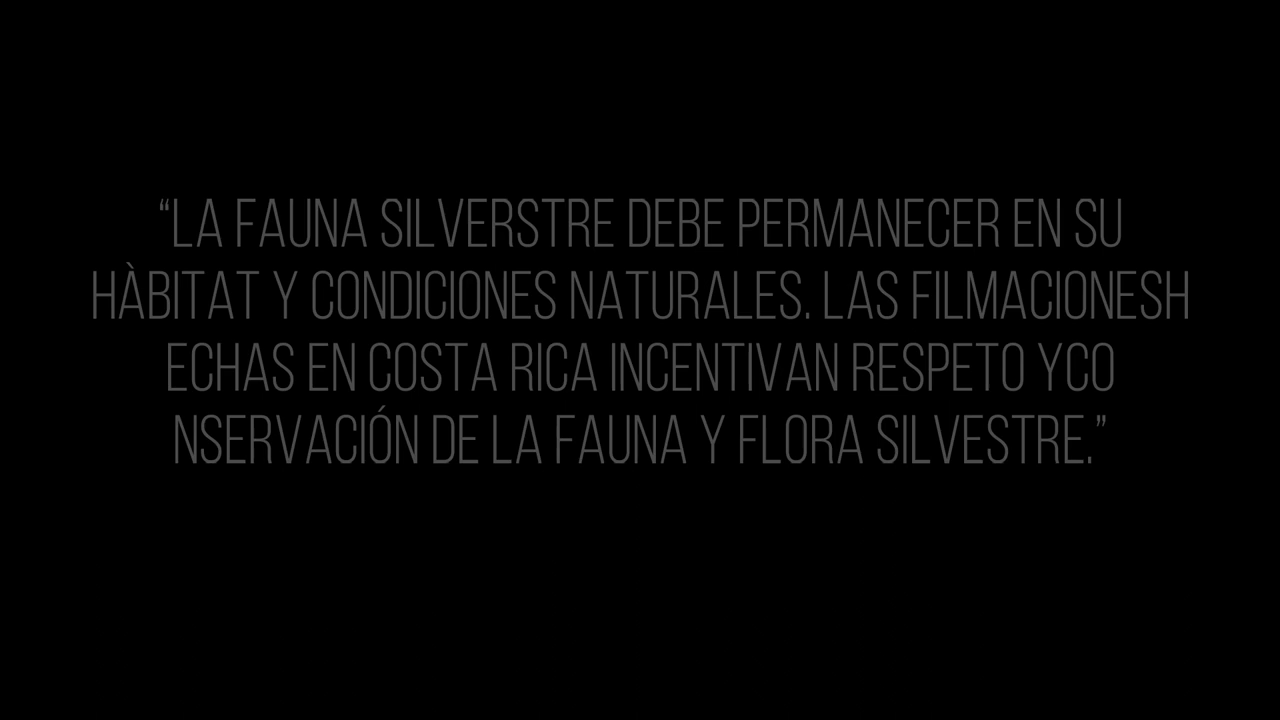 “LA FAUNA SILVERSTRE DEBE PERMANECER EN SU
HÀBITAT Y CONDICIONES NATURALES. LAS FILMACIONESH
ECHAS EN COSTA RICA INCENTIVAN RESPETO YCO
NSERVACIÓN DE LA FAUNA Y FLORA SILVESTRE.”